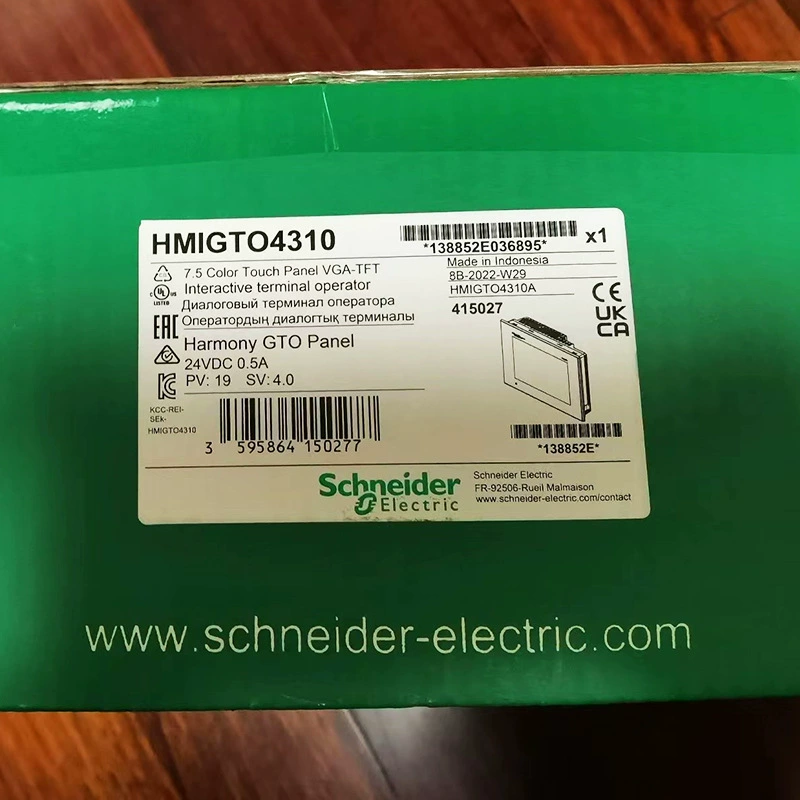 HMIGTO4310
*138852E036895*
x1
7.5 Color Touch Panel VGA-TFT
Interactive terminal operator
Диалоговый терминал оператора
Оператордың диалогтық терминалы
Made in Indonesia
8B-2022-W29
HMIGTO4310A
415027
CE
UK
CA
c UL US
LISTED
EAC
Harmony GTO Panel
24VDC 0.5A
PV: 19 SV: 4.0
KCC-REI-
SEk-
HMIGTO4310
3 595864 150277
*138852E*
Schneider
Electric
Schneider Electric
FR-92506-Rueil Malmaison
www.schneider-electric.com/contact
www.schneider-electric.com